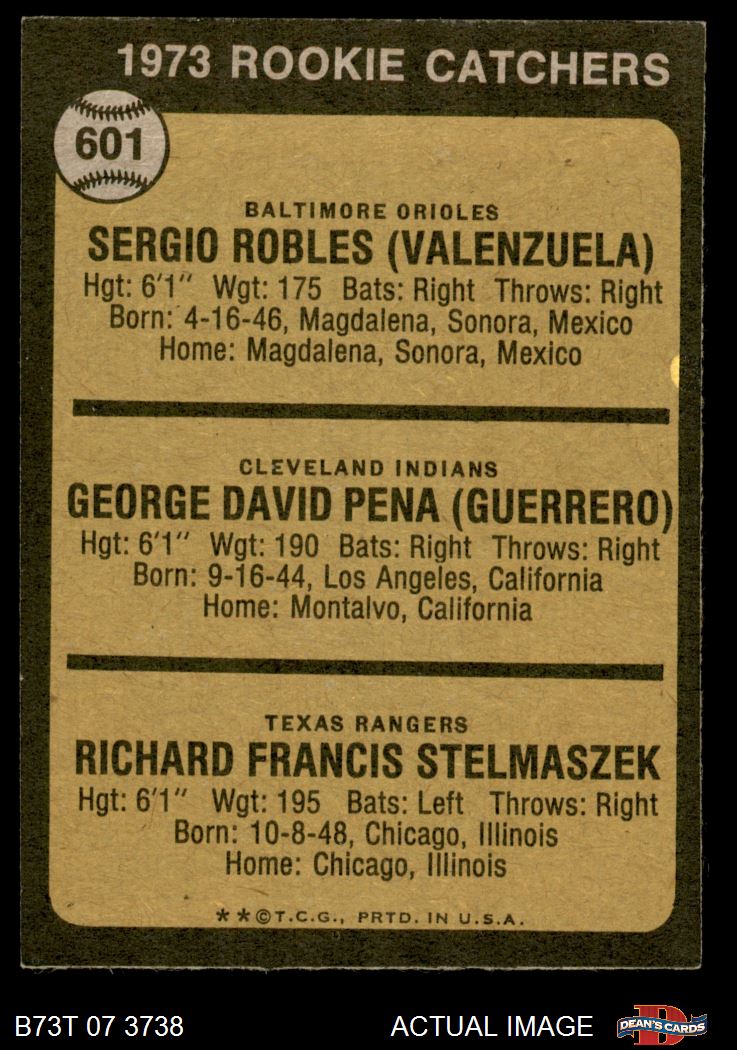 1973 ROOKIE CATCHERS
601
BALTIMORE ORIOLES
SERGIO ROBLES (VALENZUELA)
Hgt: 6'1" Wgt: 175 Bats: Right Throws: Right
Born: 4-16-46, Magdalena, Sonora, Mexico
Home: Magdalena, Sonora, Mexico
CLEVELAND INDIANS
GEORGE DAVID PENA (GUERRERO)
Hgt: 6'1" Wgt: 190 Bats: Right Throws: Right
Born: 9-16-44, Los Angeles, California
Home: Montalvo, California
TEXAS RANGERS
RICHARD FRANCIS STELMASZEK
Hgt: 6'1" Wgt: 195 Bats: Left Throws: Right
Born: 10-8-48, Chicago, Illinois
Home: Chicago, Illinois
**©T.C.G., PRTD. IN U.S.A.
B73T 07 3738 ACTUAL IMAGE D DEAN'S CARDS